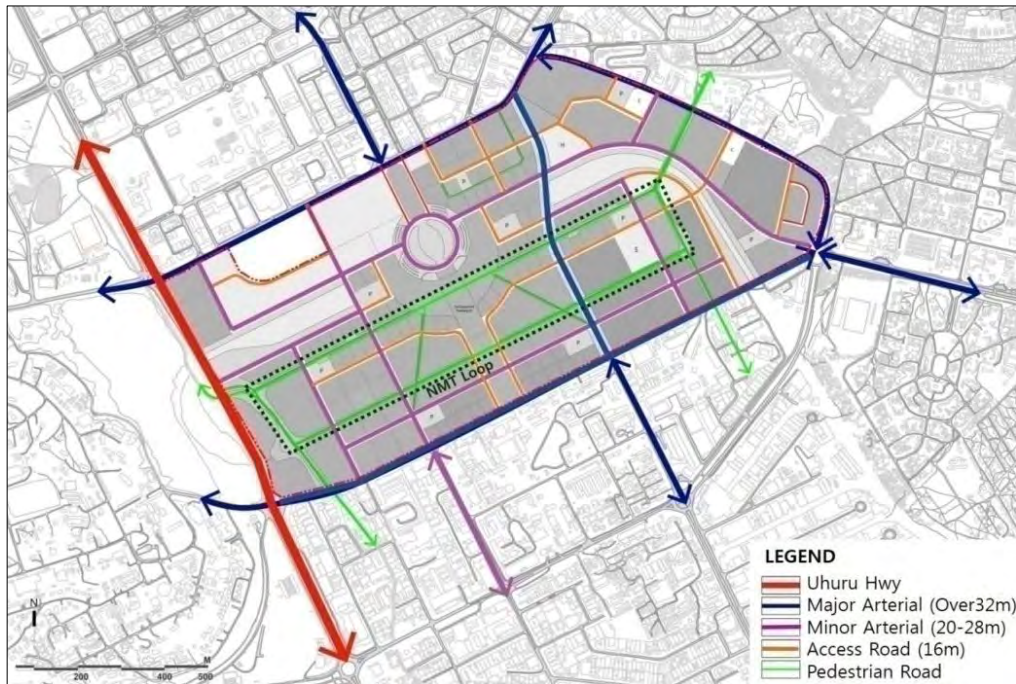 NMT Loop
LEGEND
Uhuru Hwy
Major Arterial (Over32m)
Minor Arterial (20-28m)
Access Road (16m)
Pedestrian Road
N
M
200
400
500
P
P
P
P
P
P
P
P
P
E
H